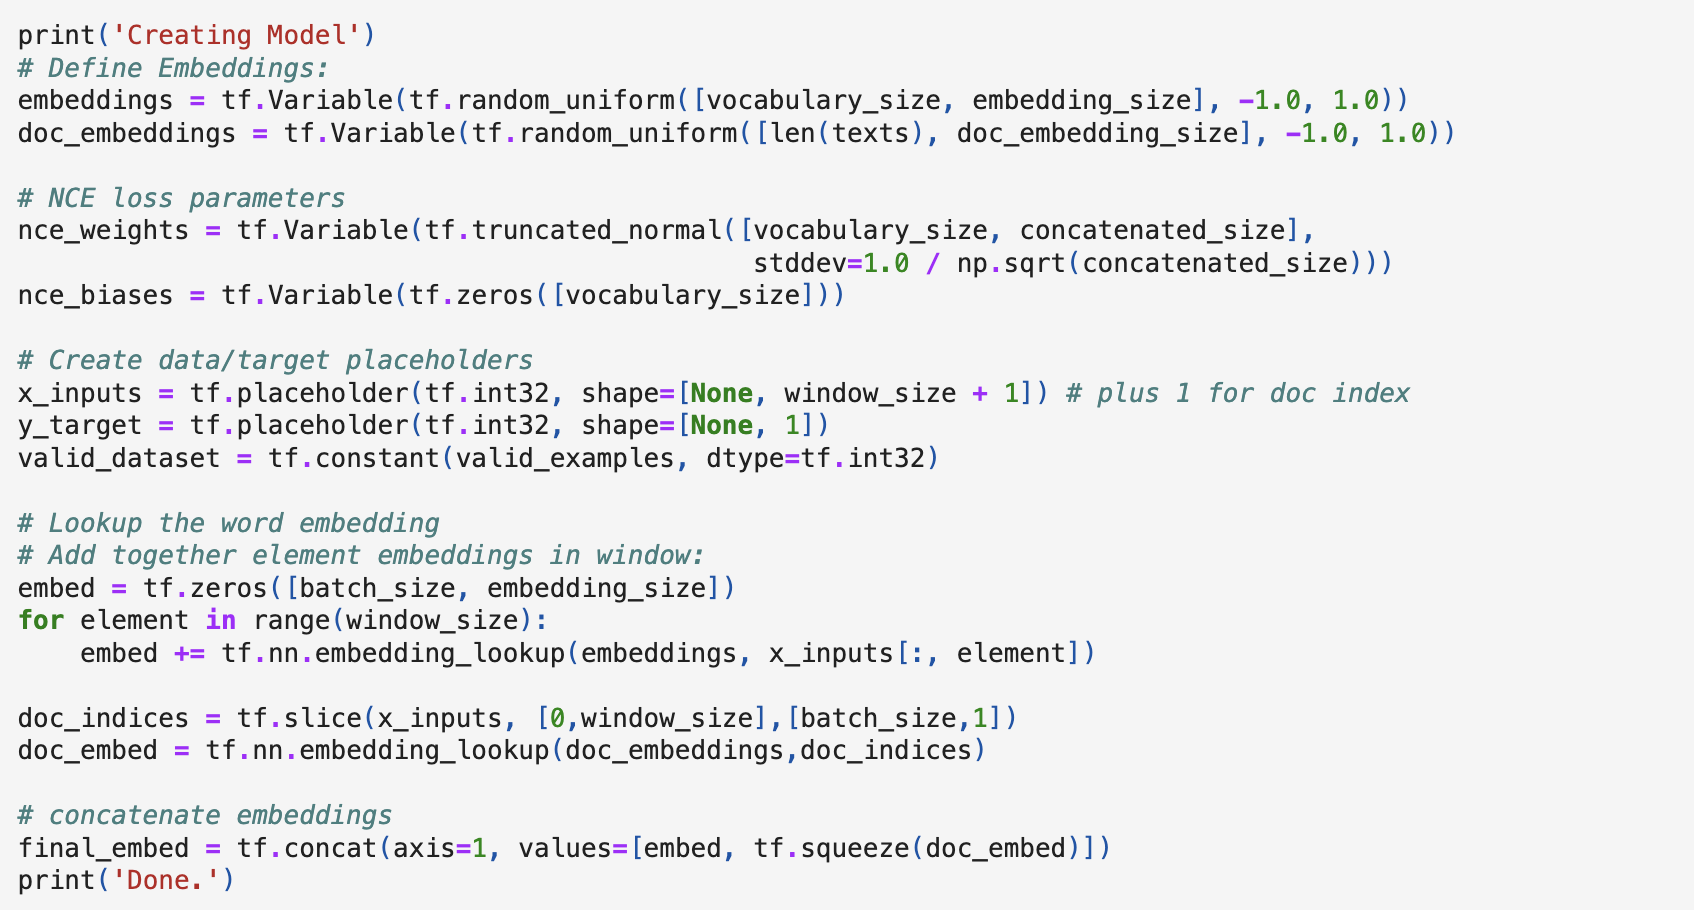 print('Creating Model')
# Define Embeddings:
embeddings = tf.Variable(tf.random_uniform([vocabulary_size, embedding_size], -1.0, 1.0))
doc_embeddings = tf.Variable(tf.random_uniform([len(texts), doc_embedding_size], -1.0, 1.0))

# NCE loss parameters
nce_weights = tf.Variable(tf.truncated_normal([vocabulary_size, concatenated_size],
                                               stddev=1.0 / np.sqrt(concatenated_size)))
nce_biases = tf.Variable(tf.zeros([vocabulary_size]))

# Create data/target placeholders
x_inputs = tf.placeholder(tf.int32, shape=[None, window_size + 1]) # plus 1 for doc index
y_target = tf.placeholder(tf.int32, shape=[None, 1])
valid_dataset = tf.constant(valid_examples, dtype=tf.int32)

# Lookup the word embedding
# Add together element embeddings in window:
embed = tf.zeros([batch_size, embedding_size])
for element in range(window_size):
    embed += tf.nn.embedding_lookup(embeddings, x_inputs[:, element])

doc_indices = tf.slice(x_inputs, [0,window_size],[batch_size,1])
doc_embed = tf.nn.embedding_lookup(doc_embeddings,doc_indices)

# concatenate embeddings
final_embed = tf.concat(axis=1, values=[embed, tf.squeeze(doc_embed)])
print('Done.')